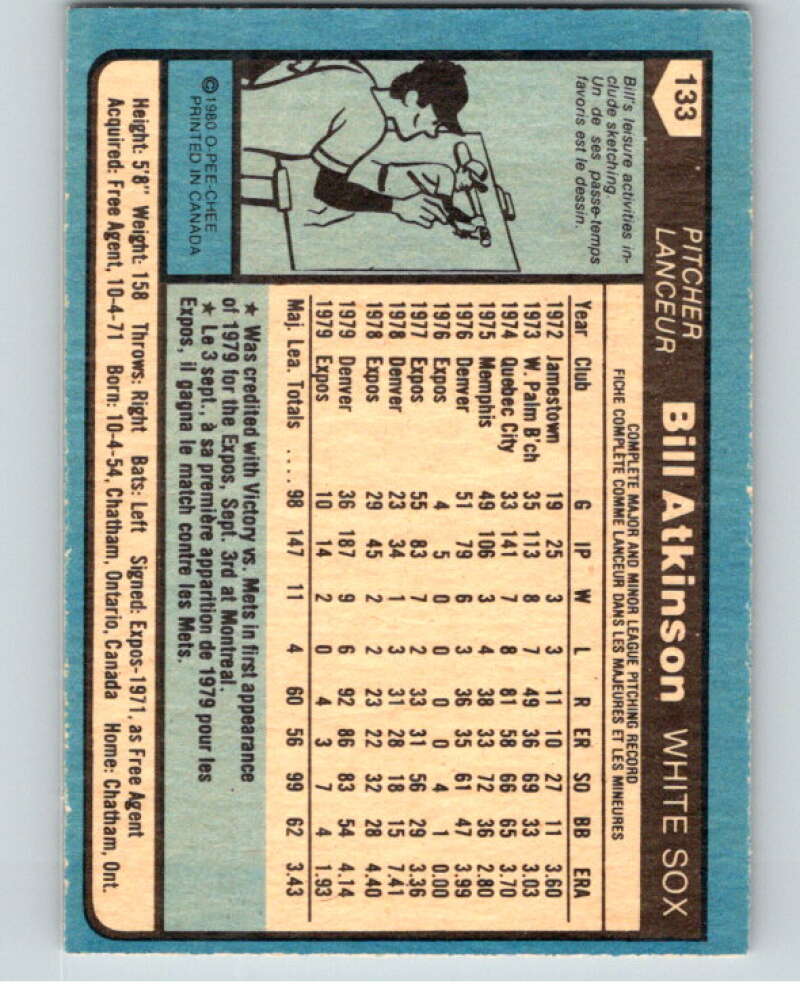 133
PITCHER
LANCEUR
Bill Atkinson WHITE SOX
Bill's leisure activities in-
clude sketching.
Un de ses passe-temps
favoris est le dessin.
© 1980 O-PEE-CHEE
PRINTED IN CANADA
COMPLETE MAJOR AND MINOR LEAGUE PITCHING RECORD
FICHE COMPLÈTE COMME LANCEUR DANS LES MAJEURES ET LES MINEURES
Year Club G IP W L R ER SO BB ERA
1972 Jamestown 19 25 3 3 11 10 27 11 3.60
1973 W. Palm B'ch 35 113 8 7 49 36 69 33 3.03
1974 Quebec City 33 141 7 8 81 58 66 65 3.70
1975 Memphis 49 106 3 4 38 33 72 36 2.80
1976 Denver 51 79 6 3 36 35 61 47 3.99
1976 Expos 4 5 0 0 0 0 4 1 0.00
1977 Expos 55 83 7 2 33 31 56 29 3.36
1978 Denver 23 34 1 3 31 28 18 15 7.41
1978 Expos 29 45 2 2 23 22 32 28 4.40
1979 Denver 36 187 9 6 92 86 83 54 4.14
1979 Expos 10 14 2 0 4 3 7 4 1.93
Maj. Lea. Totals .... 98 147 11 4 60 56 99 62 3.43
★ Was credited with Victory vs. Mets in first appearance
of 1979 for the Expos, Sept. 3rd at Montreal.
★ Le 3 sept., à sa première apparition de 1979 pour les
Expos, il gagna le match contre les Mets.
Height: 5'8" Weight: 158 Throws: Right Bats: Left Signed: Expos-1971, as Free Agent
Acquired: Free Agent, 10-4-71 Born: 10-4-54, Chatham, Ontario, Canada Home: Chatham, Ont.